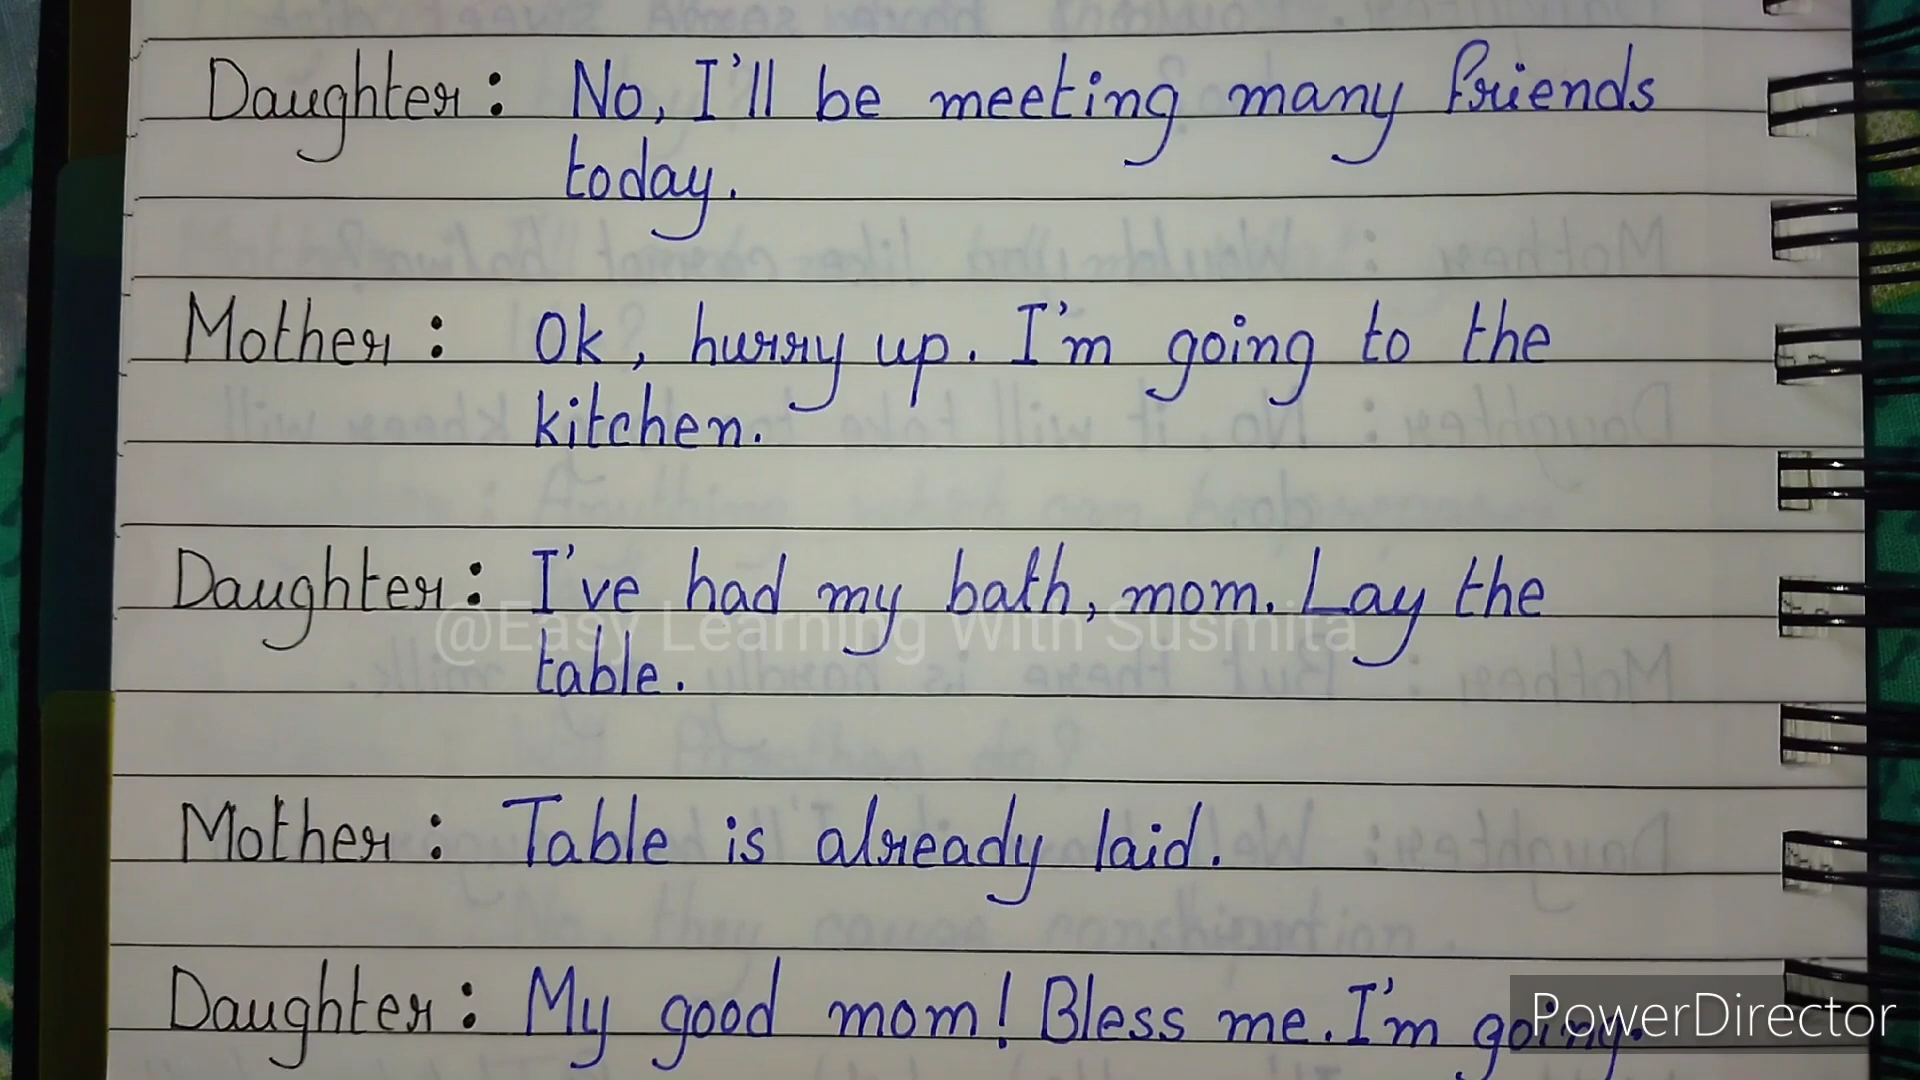 Daughter: No, I'll be meeting many friends
today.
Mother: Ok, hurry up. I'm going to the
kitchen.
Daughter: I've had my bath, mom. Lay the
@Easy Learning With Susmita
table.
Mother: Table is already laid.
Daughter: My good mom! Bless me. I'm going.
PowerDirector